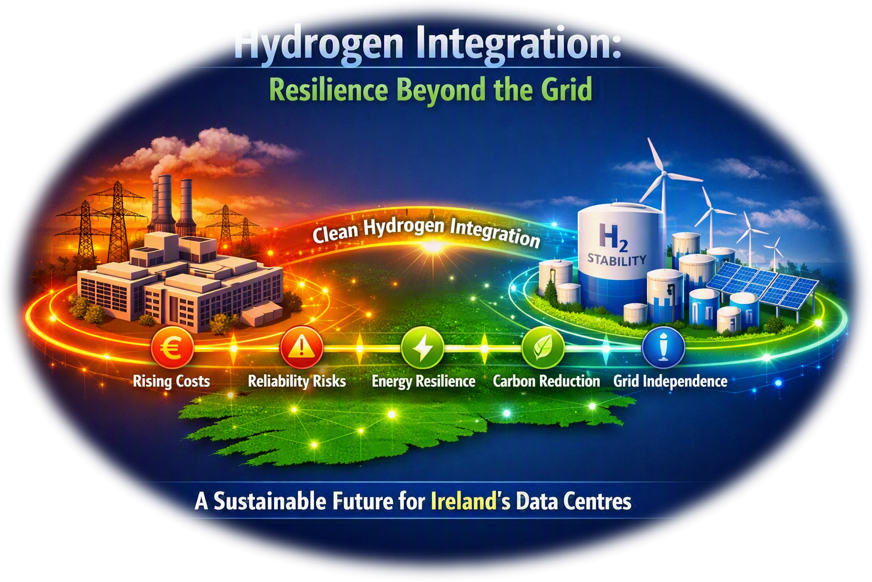 Hydrogen Integration:
Resilience Beyond the Grid
Clean Hydrogen Integration
H2
STABILITY
€
Rising Costs
Reliability Risks
Energy Resilience
Carbon Reduction
Grid Independence
A Sustainable Future for Ireland's Data Centres